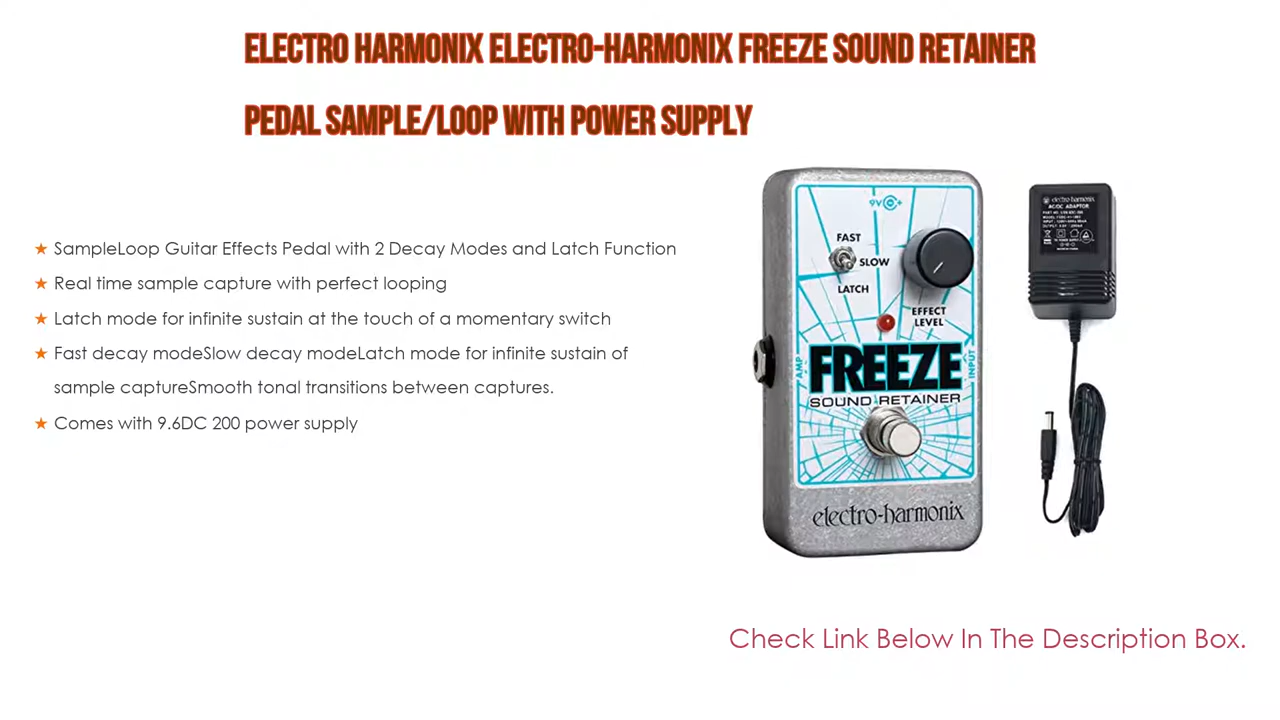 ELECTRO HARMONIX ELECTRO-HARMONIX FREEZE SOUND RETAINER
PEDAL SAMPLE/LOOP WITH POWER SUPPLY
★ SampleLoop Guitar Effects Pedal with 2 Decay Modes and Latch Function
★ Real time sample capture with perfect looping
★ Latch mode for infinite sustain at the touch of a momentary switch
★ Fast decay modeSlow decay modeLatch mode for infinite sustain of
sample captureSmooth tonal transitions between captures.
★ Comes with 9.6DC 200 power supply
9V
FAST
SLOW
LATCH
EFFECT
LEVEL
AMP
INPUT
FREEZE
SOUND RETAINER
electro-harmonix
electro-harmonix
AC/DC ADAPTOR
Check Link Below In The Description Box.